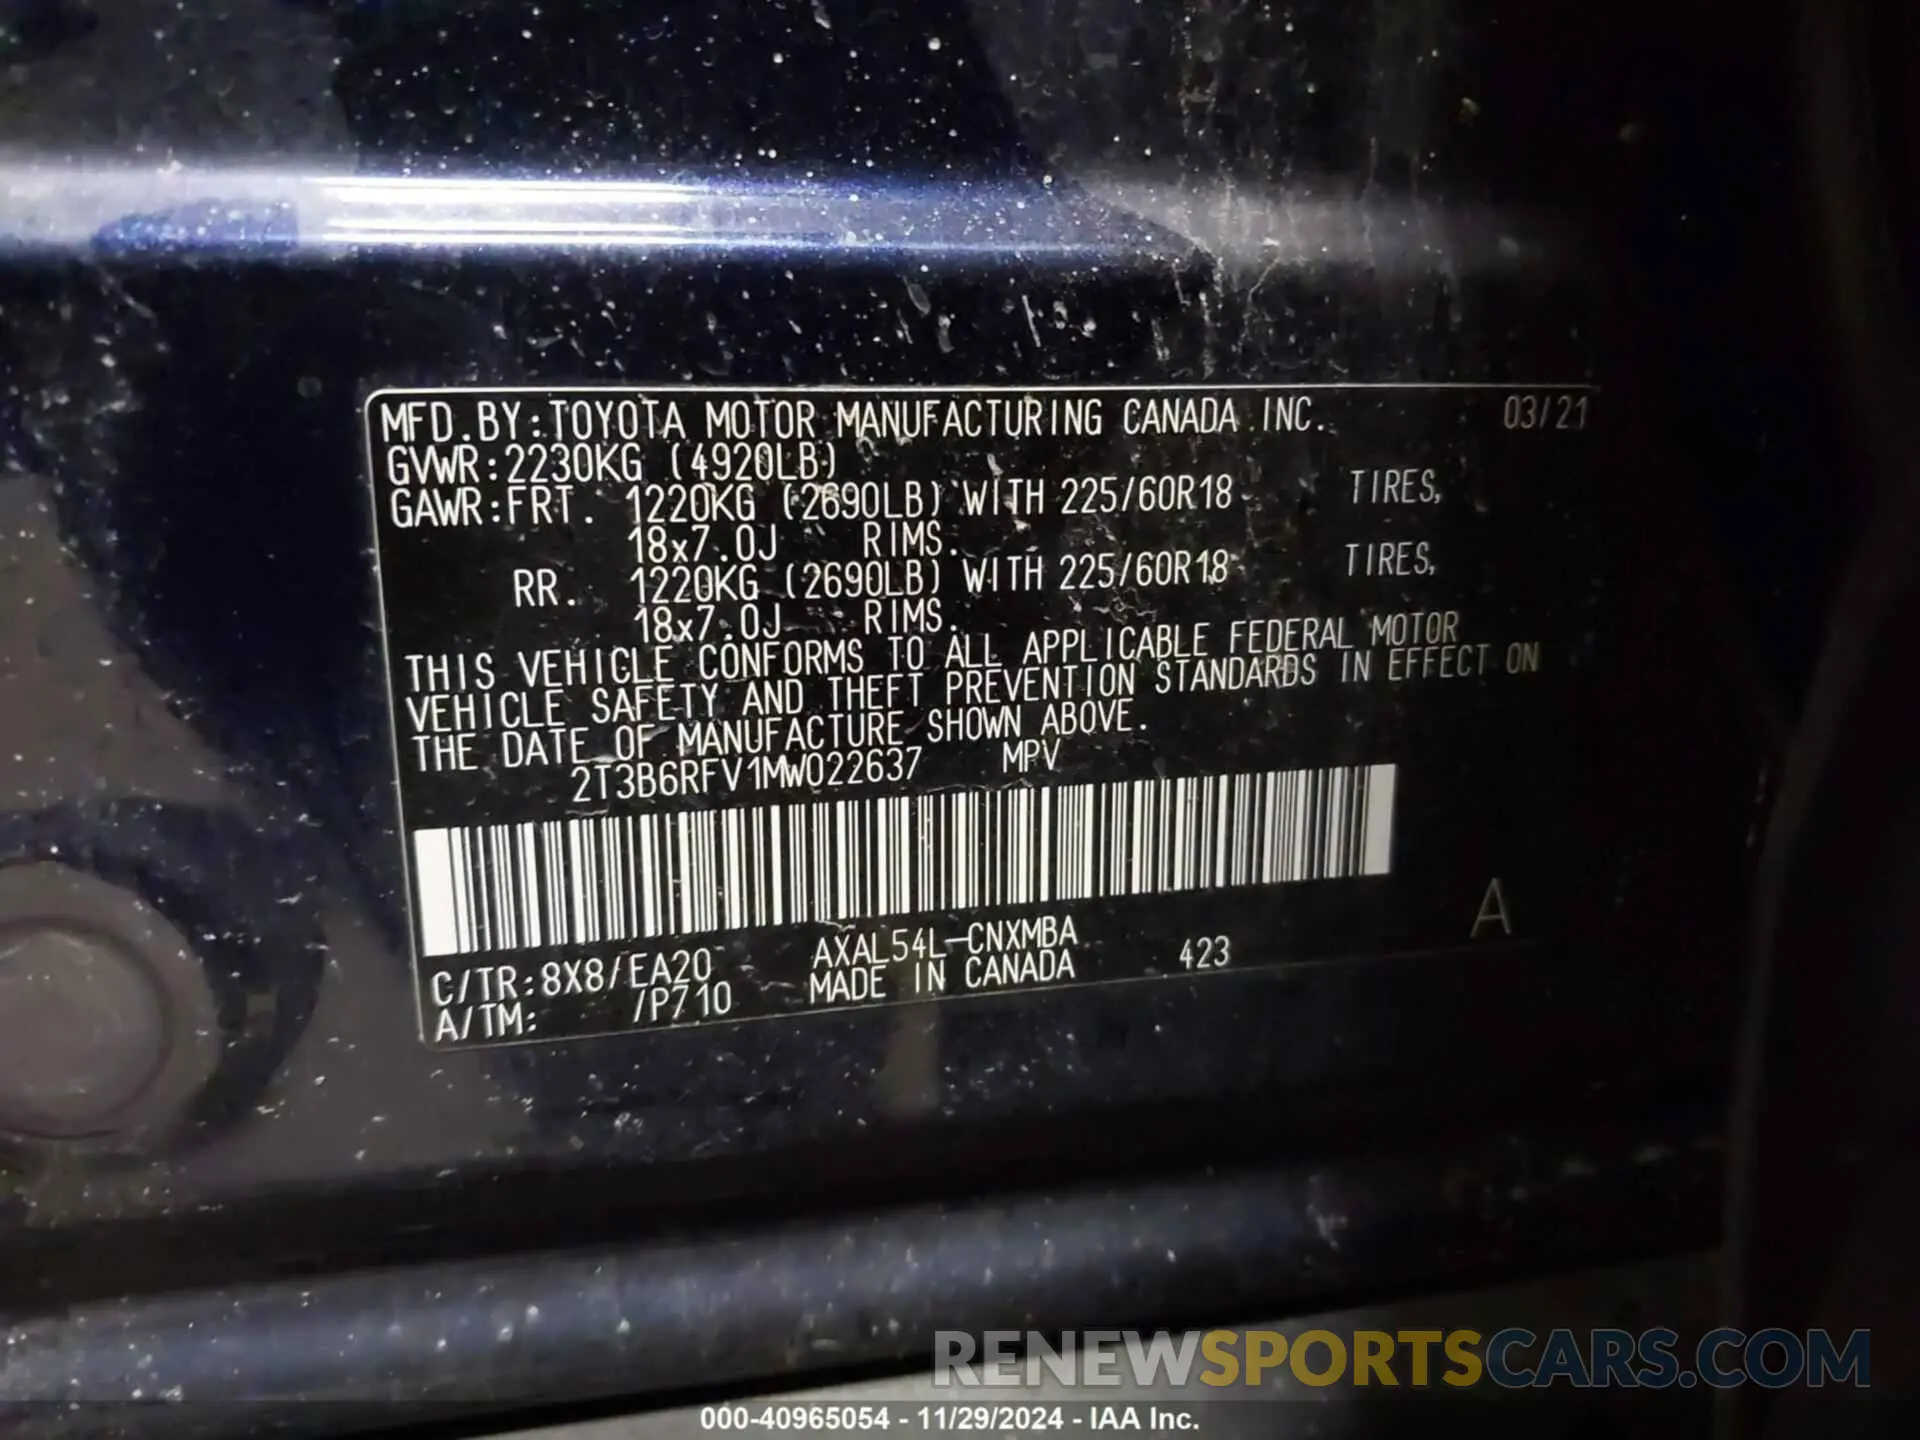 MFD.BY:TOYOTA MOTOR MANUFACTURING CANADA INC. 03/21
GVWR:2230KG (4920LB)
GAWR:FRT. 1220KG (2690LB) WITH 225/60R18 TIRES,
18x7.0J RIMS.
RR. 1220KG (2690LB) WITH 225/60R18 TIRES,
18x7.0J RIMS.
THIS VEHICLE CONFORMS TO ALL APPLICABLE FEDERAL MOTOR
VEHICLE SAFETY AND THEFT PREVENTION STANDARDS IN EFFECT ON
THE DATE OF MANUFACTURE SHOWN ABOVE.
2T3B6RFV1MW022637 MPV
A
C/TR:8X8/EA20 AXAL54L-CNXMBA 423
A/TM: /P710 MADE IN CANADA
RENEWSPORTSCARS.COM
000-40965054 - 11/29/2024 - IAA Inc.